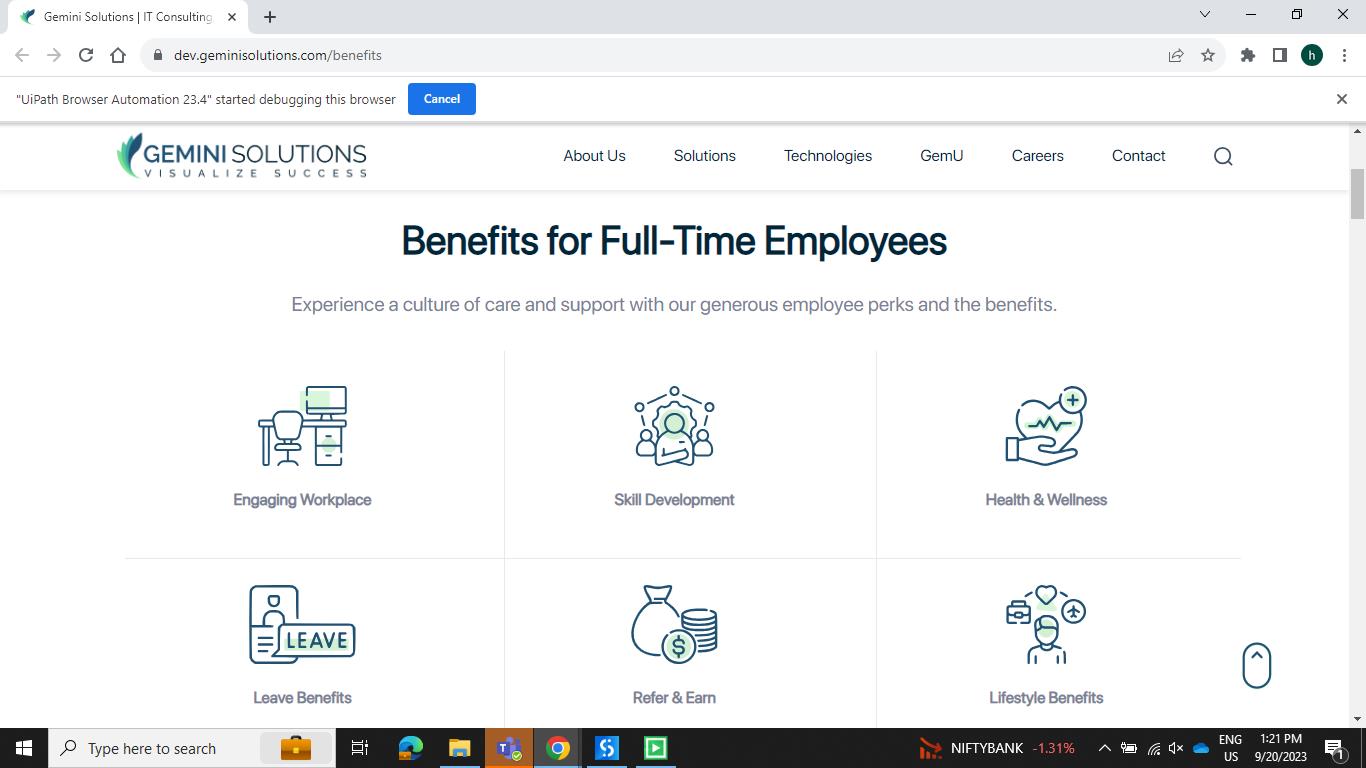 Gemini Solutions | IT Consulting
dev.geminisolutions.com/benefits
h
"UiPath Browser Automation 23.4" started debugging this browser
Cancel
GEMINI SOLUTIONS
VISUALIZE SUCCESS
About Us
Solutions
Technologies
GemU
Careers
Contact
Benefits for Full-Time Employees
Experience a culture of care and support with our generous employee perks and the benefits.
Engaging Workplace
Skill Development
Health & Wellness
LEAVE
$
Leave Benefits
Refer & Earn
Lifestyle Benefits
Type here to search
NIFTYBANK -1.31%
ENG
US
1:21 PM
9/20/2023
1